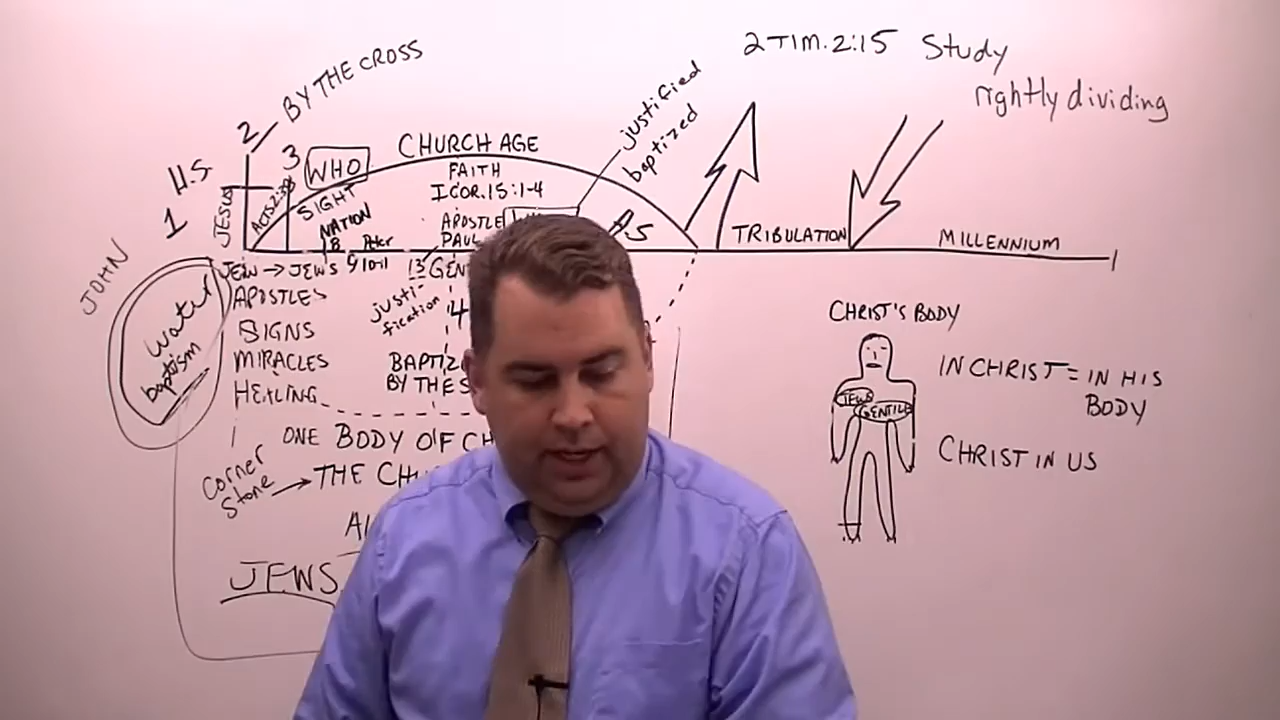 2 TIM. 2:15 Study
rightly dividing
BY THE CROSS
justified
baptized
2
3
1
WHO
CHURCH AGE
FAITH
I COR. 15:1-4
SIGHT
NATION
APOSTLE
PAUL
JESUS
ACTS 2:38
8
Peter
9 10-11
13
TRIBULATION
MILLENNIUM
JOHN
water
baptism
JEW → JEWS
APOSTLES
SIGNS
MIRACLES
HEALING
justi-
fication
4
BAPTIZ
BY THE S
ONE BODY OF CH
corner
stone → THE CHU
JEWS
CHRIST'S BODY
JEWS
GENTILE
IN CHRIST = IN HIS
BODY
CHRIST IN US